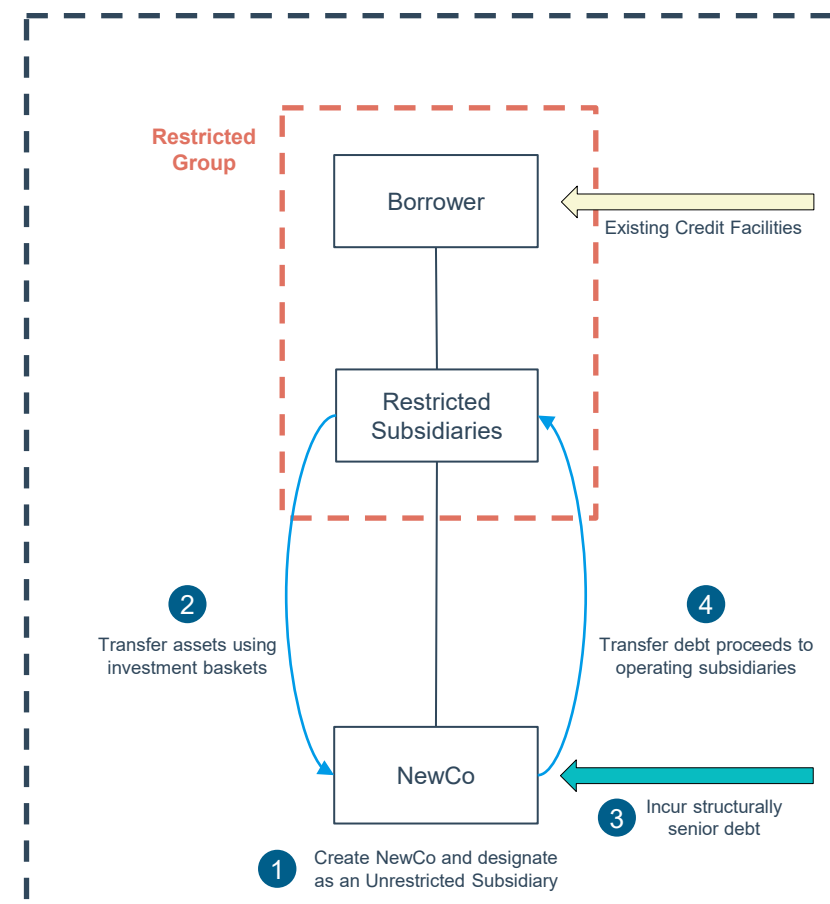 Restricted
Group
Borrower
Existing Credit Facilities
Restricted
Subsidiaries
2
Transfer assets using
investment baskets
4
Transfer debt proceeds to
operating subsidiaries
NewCo
3
Incur structurally
senior debt
1
Create NewCo and designate
as an Unrestricted Subsidiary